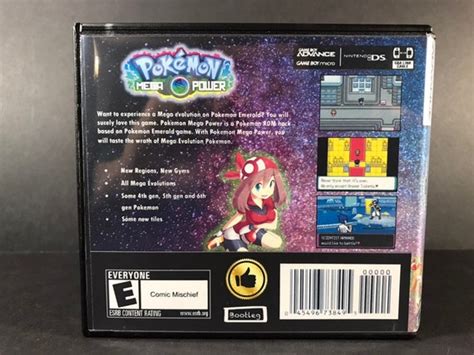 POKéMON
MEGA POWER
GAME BOY
ADVANCE
GAME BOY micro
NINTENDO DS
Want to experience a Mega evolution on Pokemon Emerald? You will
surely love this game. Pokemon Mega Power is a Pokemon ROM hack
based on Pokemon Emerald game. With Pokemon Mega Power, you
will taste the wrath of Mega Evolution Pokemon.
• New Regions, New Gyms
• All Mega Evolutions
• Some 4th gen, 5th gen and 6th
gen Pokemon
• Some new tiles
EVERYONE
E
Comic Mischief
ESRB CONTENT RATING
www.esrb.org
Bootleg
00000
0 45496 73849